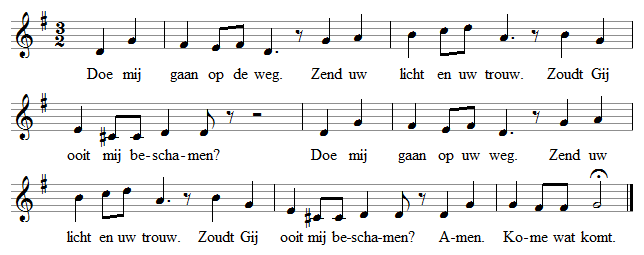 3
2
Doe mij gaan op de weg. Zend uw licht en uw trouw. Zoudt Gij
ooit mij be-scha-men? Doe mij gaan op uw weg. Zend uw
licht en uw trouw. Zoudt Gij ooit mij be-scha-men? A-men. Ko-me wat komt.